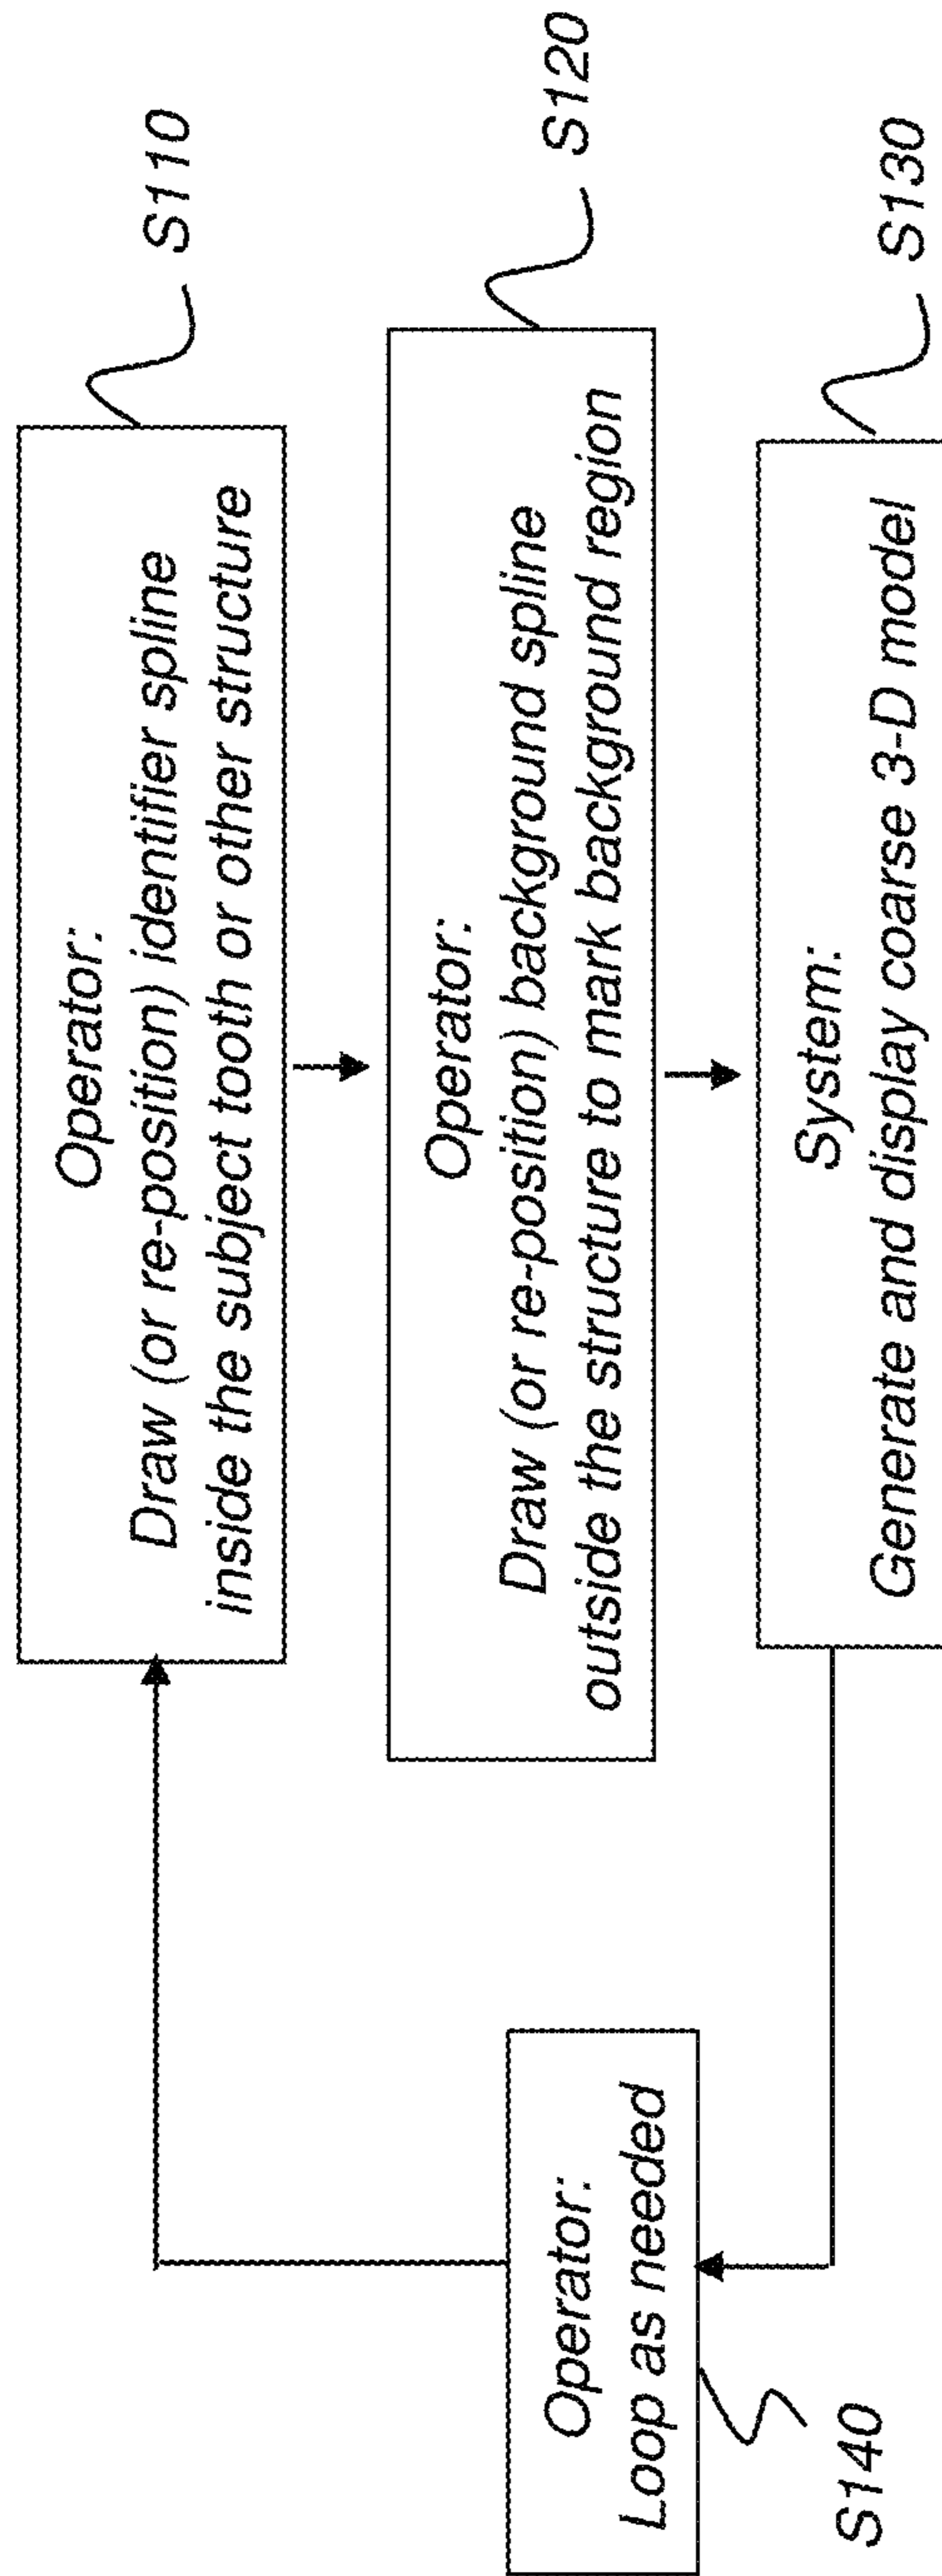 Operator:
Draw (or re-position) identifier spline
inside the subject tooth or other structure
S110
Operator:
Draw (or re-position) background spline
outside the structure to mark background region
S120
System:
Generate and display coarse 3-D model
S130
Operator:
Loop as needed
S140